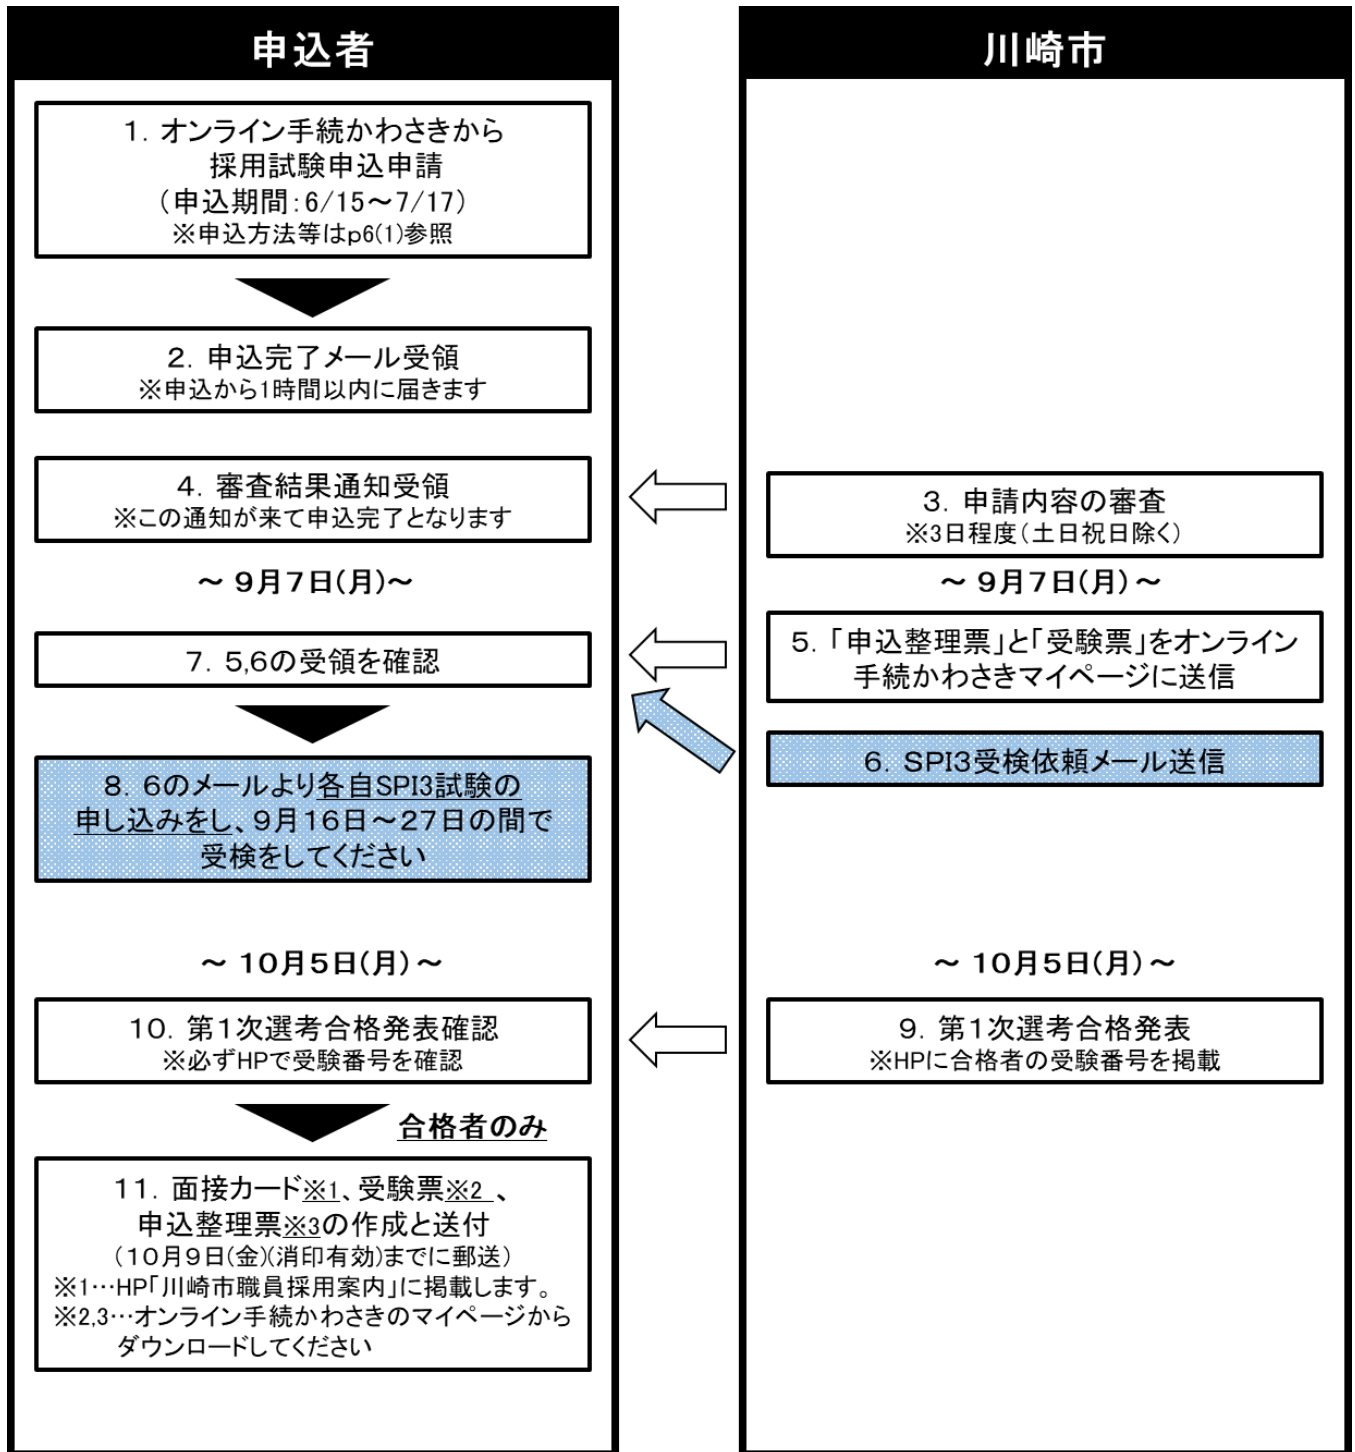 申込者
1. オンライン手続かわさきから
採用試験申込申請
(申込期間:6/15～7/17)
※申込方法等はp6(1)参照
2. 申込完了メール受領
※申込から1時間以内に届きます
4. 審査結果通知受領
※この通知が来て申込完了となります
～ 9月7日(月)～
7. 5,6の受領を確認
8. 6のメールより各自SPI3試験の
申し込みをし、9月16日～27日の間で
受検をしてください
～ 10月5日(月)～
10. 第1次選考合格発表確認
※必ずHPで受験番号を確認
合格者のみ
11. 面接カード※1、受験票※2 、
申込整理票※3の作成と送付
(10月9日(金)(消印有効)までに郵送)
※1…HP「川崎市職員採用案内」に掲載します。
※2,3…オンライン手続かわさきのマイページから
ダウンロードしてください
川崎市
3. 申請内容の審査
※3日程度(土日祝日除く)
～ 9月7日(月)～
5. 「申込整理票」と「受験票」をオンライン
手続かわさきマイページに送信
6. SPI3受検依頼メール送信
～ 10月5日(月)～
9. 第1次選考合格発表
※HPに合格者の受験番号を掲載